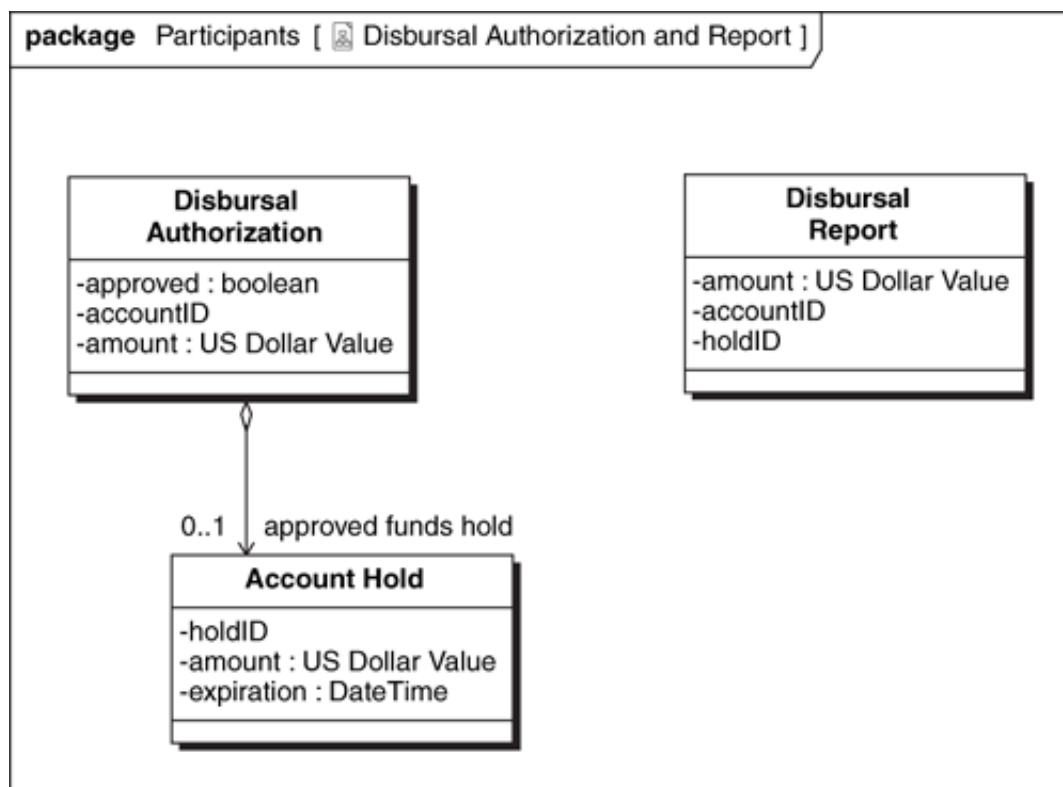 package Participants [ Disbursal Authorization and Report ]
Disbursal
Authorization
-approved : boolean
-accountID
-amount : US Dollar Value
Disbursal
Report
-amount : US Dollar Value
-accountID
-holdID
0..1 approved funds hold
Account Hold
-holdID
-amount : US Dollar Value
-expiration : DateTime